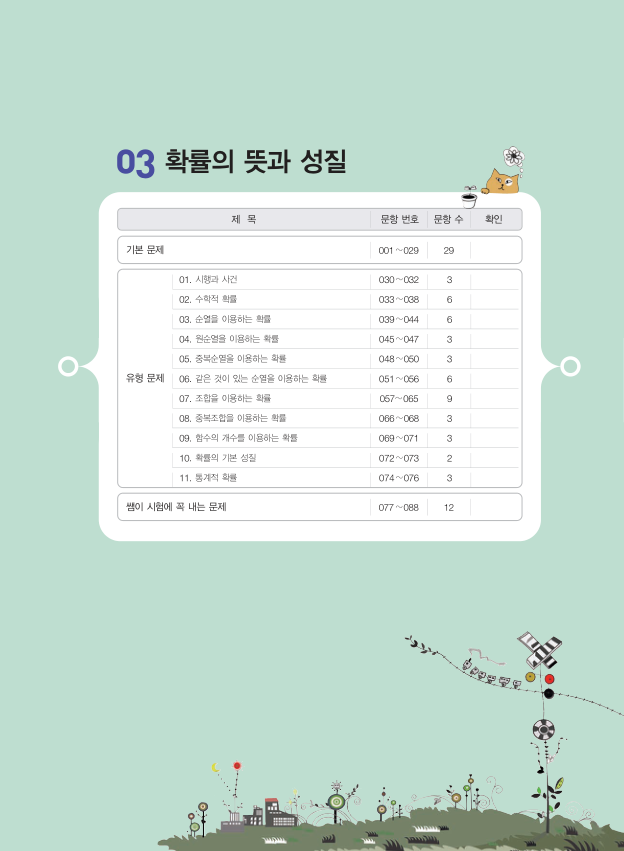 03 확률의 뜻과 성질
제 목 문항 번호 문항 수 확인
기본 문제 001~029 29
01. 시행과 사건 030~032 3
02. 수학적 확률 033~038 6
03. 순열을 이용하는 확률 039~044 6
04. 원순열을 이용하는 확률 045~047 3
05. 중복순열을 이용하는 확률 048~050 3
유형 문제 06. 같은 것이 있는 순열을 이용하는 확률 051~056 6
07. 조합을 이용하는 확률 057~065 9
08. 중복조합을 이용하는 확률 066~068 3
09. 함수의 개수를 이용하는 확률 069~071 3
10. 확률의 기본 성질 072~073 2
11. 통계적 확률 074~076 3
쌤이 시험에 꼭 내는 문제 077~088 12